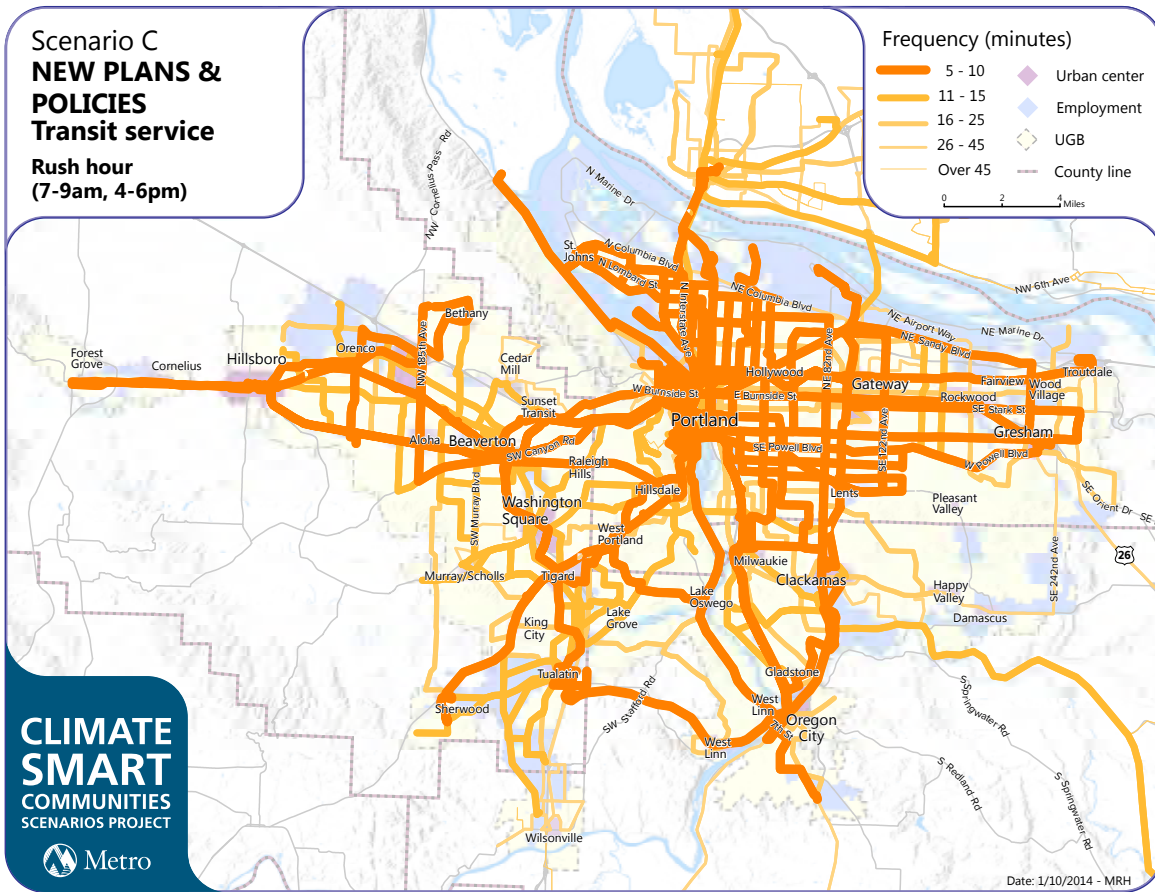 Scenario C
NEW PLANS &
POLICIES
Transit service
Rush hour
(7-9am, 4-6pm)
Frequency (minutes)
5 - 10
11 - 15
16 - 25
26 - 45
Over 45
Urban center
Employment
UGB
County line
0 2 4
Miles
NW Cornelius Pass Rd
N Marine Dr
St.
Johns
N Columbia Blvd
N Lombard St
N Interstate Ave
NE Columbia Blvd
NE 82nd Ave
NE Airport Way
NE Marine Dr
NW 6th Ave
NE Sandy Blvd
Bethany
NW 185th Ave
Orenco
Hillsboro
Forest
Grove
Cornelius
Cedar
Mill
Hollywood
Gateway
Fairview
Troutdale
Wood
Village
Rockwood
W Burnside St
E Burnside St
SE Stark St
Sunset
Transit
Portland
Gresham
Aloha
Beaverton
SW Canyon Rd
SE Powell Blvd
SE 122nd Ave
W Powell Blvd
Raleigh
Hills
SW Murray Blvd
Hillsdale
Lents
Pleasant
Valley
SE Orient Dr
SE
Washington
Square
West
Portland
SE 242nd Ave
26
Murray/Scholls
Tigard
Milwaukie
Clackamas
Happy
Valley
Lake
Oswego
Damascus
Lake
Grove
King
City
Tualatin
Gladstone
SW Stafford Rd
S Springwater Rd
Sherwood
West
Linn
Oregon
City
7th St
West
Linn
S Redland Rd
S Springwater Rd
Wilsonville
CLIMATE
SMART
COMMUNITIES
SCENARIOS PROJECT
Metro
Date: 1/10/2014 - MRH